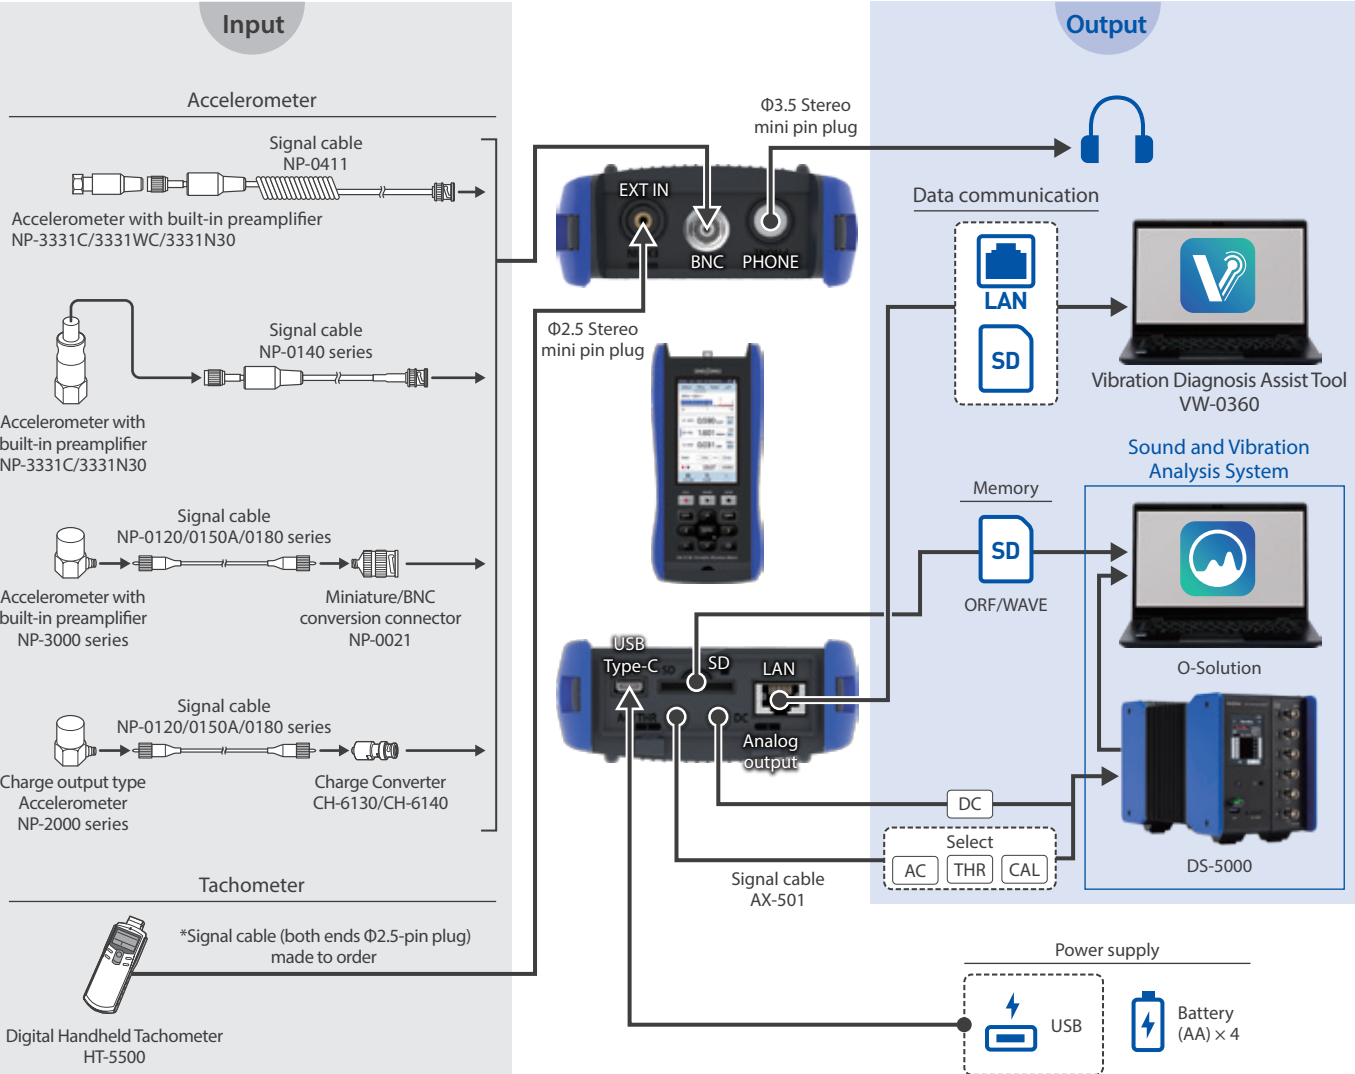 Input
Accelerometer
Signal cable
NP-0411
Accelerometer with built-in preamplifier
NP-3331C/3331WC/3331N30
Signal cable
NP-0140 series
Accelerometer with
built-in preamplifier
NP-3331C/3331N30
Signal cable
NP-0120/0150A/0180 series
Accelerometer with
built-in preamplifier
NP-3000 series
Miniature/BNC
conversion connector
NP-0021
Signal cable
NP-0120/0150A/0180 series
Charge output type
Accelerometer
NP-2000 series
Charge Converter
CH-6130/CH-6140
Tachometer
*Signal cable (both ends Φ2.5-pin plug)
made to order
Digital Handheld Tachometer
HT-5500
Φ3.5 Stereo
mini pin plug
EXT IN
BNC
PHONE
Φ2.5 Stereo
mini pin plug
USB
Type-C
SD
LAN
SD
THR
DC
Analog
output
Signal cable
AX-501
Output
Data communication
LAN
SD
Vibration Diagnosis Assist Tool
VW-0360
Sound and Vibration
Analysis System
Memory
SD
ORF/WAVE
O-Solution
DS-5000
DC
Select
AC
THR
CAL
Power supply
USB
Battery
(AA) × 4